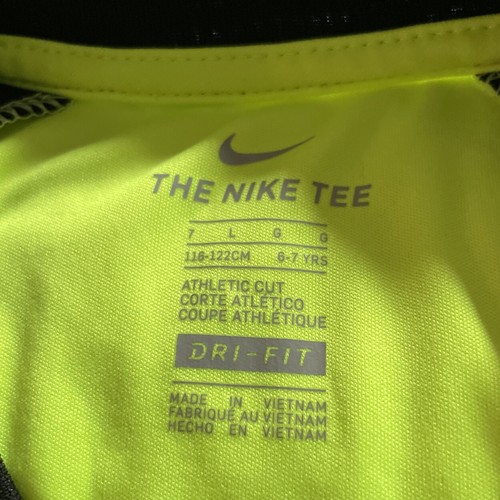 THE NIKE TEE
7 L G G
116-122CM 6-7 YRS
ATHLETIC CUT
CORTE ATLÉTICO
COUPE ATHLÉTIQUE
DRI-FIT
MADE IN VIETNAM
FABRIQUÉ AU VIETNAM
HECHO EN VIETNAM